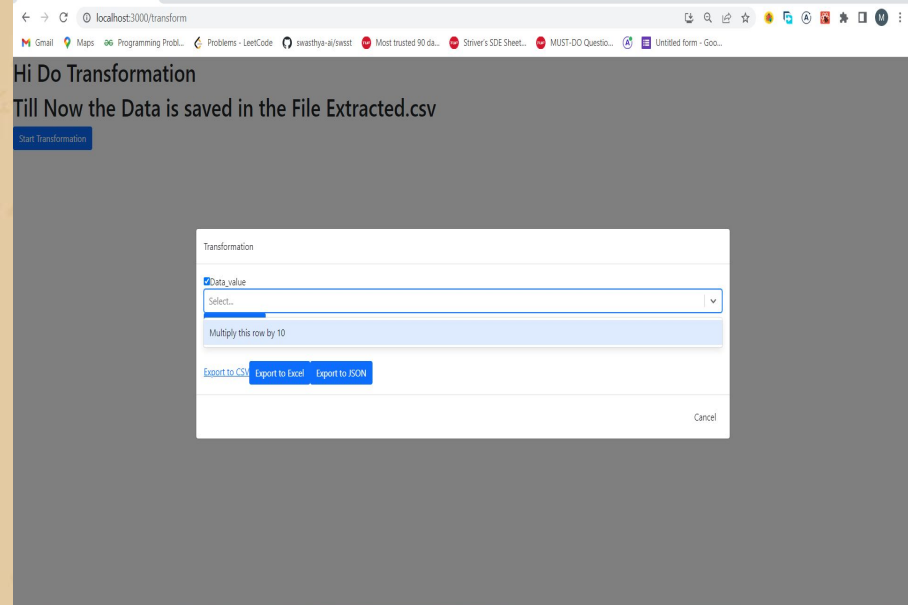 localhost:3000/transform
Gmail Maps Programming Probl... Problems - LeetCode swasthya-ai/swsst Most trusted 90 da... Striver's SDE Sheet... MUST-DO Questio... Untitled form - Goo...
Hi Do Transformation
Till Now the Data is saved in the File Extracted.csv
Start Transformation
Transformation
Data_value
Select...
Multiply this row by 10
Export to CSV Export to Excel Export to JSON
Cancel